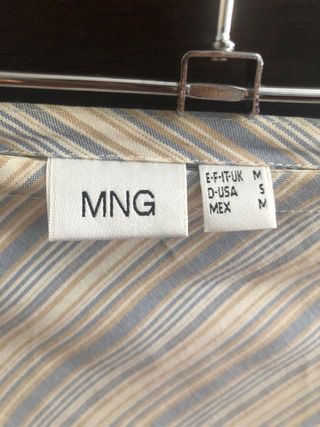 MNG
E-F-IT-UK M
D-USA S
MEX M